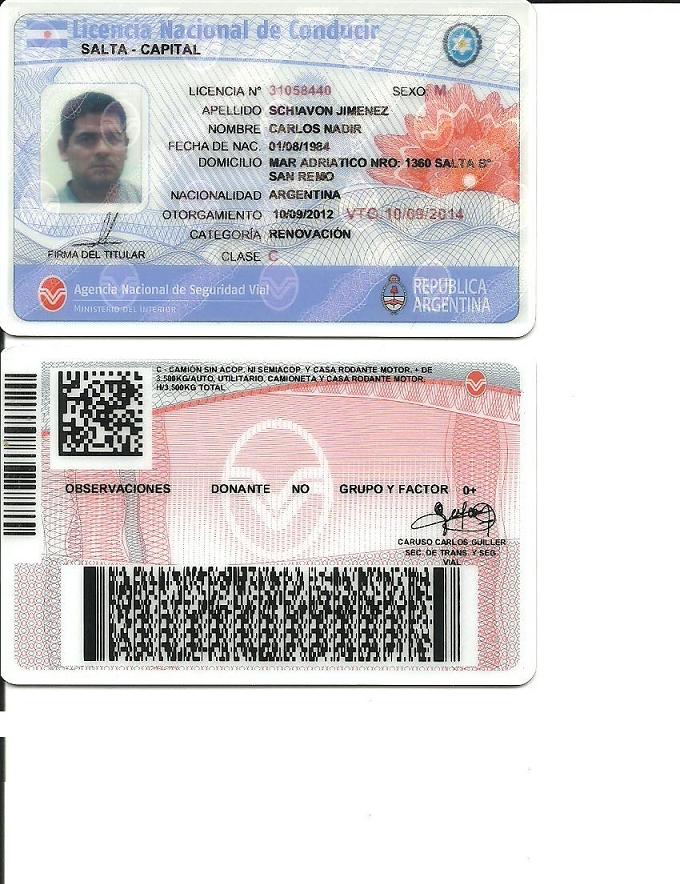 Licencia Nacional de Conducir
SALTA - CAPITAL
LICENCIA Nº 31058440 SEXO M
APELLIDO SCHIAVON JIMENEZ
NOMBRE CARLOS NADIR
FECHA DE NAC. 01/08/1984
DOMICILIO MAR ADRIATICO NRO: 1360 SALTA Bº
SAN REMO
NACIONALIDAD ARGENTINA
OTORGAMIENTO 10/09/2012 VTO. 10/09/2014
CATEGORÍA RENOVACIÓN
FIRMA DEL TITULAR
CLASE C
Agencia Nacional de Seguridad Vial
MINISTERIO DEL INTERIOR
REPÚBLICA
ARGENTINA
C - CAMIÓN SIN ACOP. NI SEMIACOP. Y CASA RODANTE MOTOR. + DE
3.500KG/AUTO, UTILITARIO, CAMIONETA Y CASA RODANTE MOTOR.
H/3.500KG TOTAL
OBSERVACIONES DONANTE NO GRUPO Y FACTOR 0+
CARUSO CARLOS GUILLER
SEC. DE TRANS. Y SEG.
VIAL